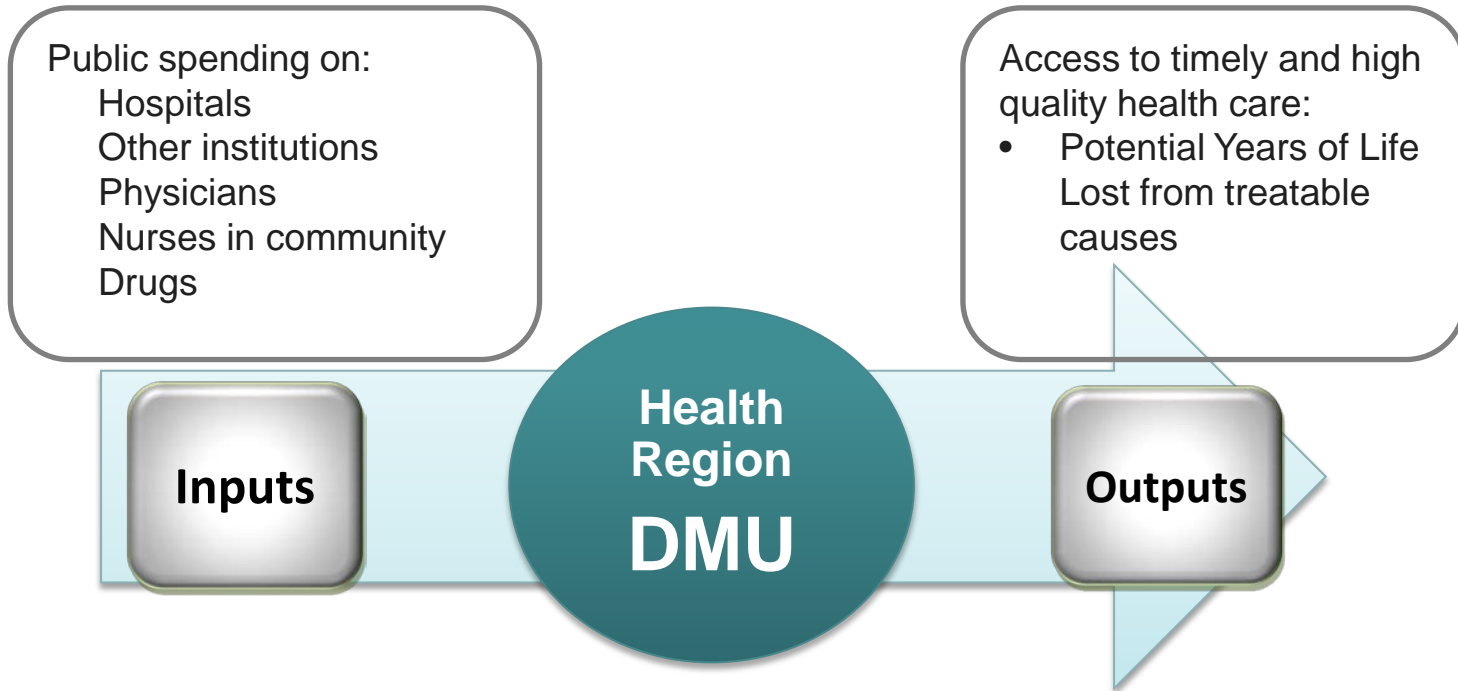 Public spending on:
Hospitals
Other institutions
Physicians
Nurses in community
Drugs
Access to timely and high
quality health care:
• Potential Years of Life
Lost from treatable
causes
Inputs
Health
Region
DMU
Outputs